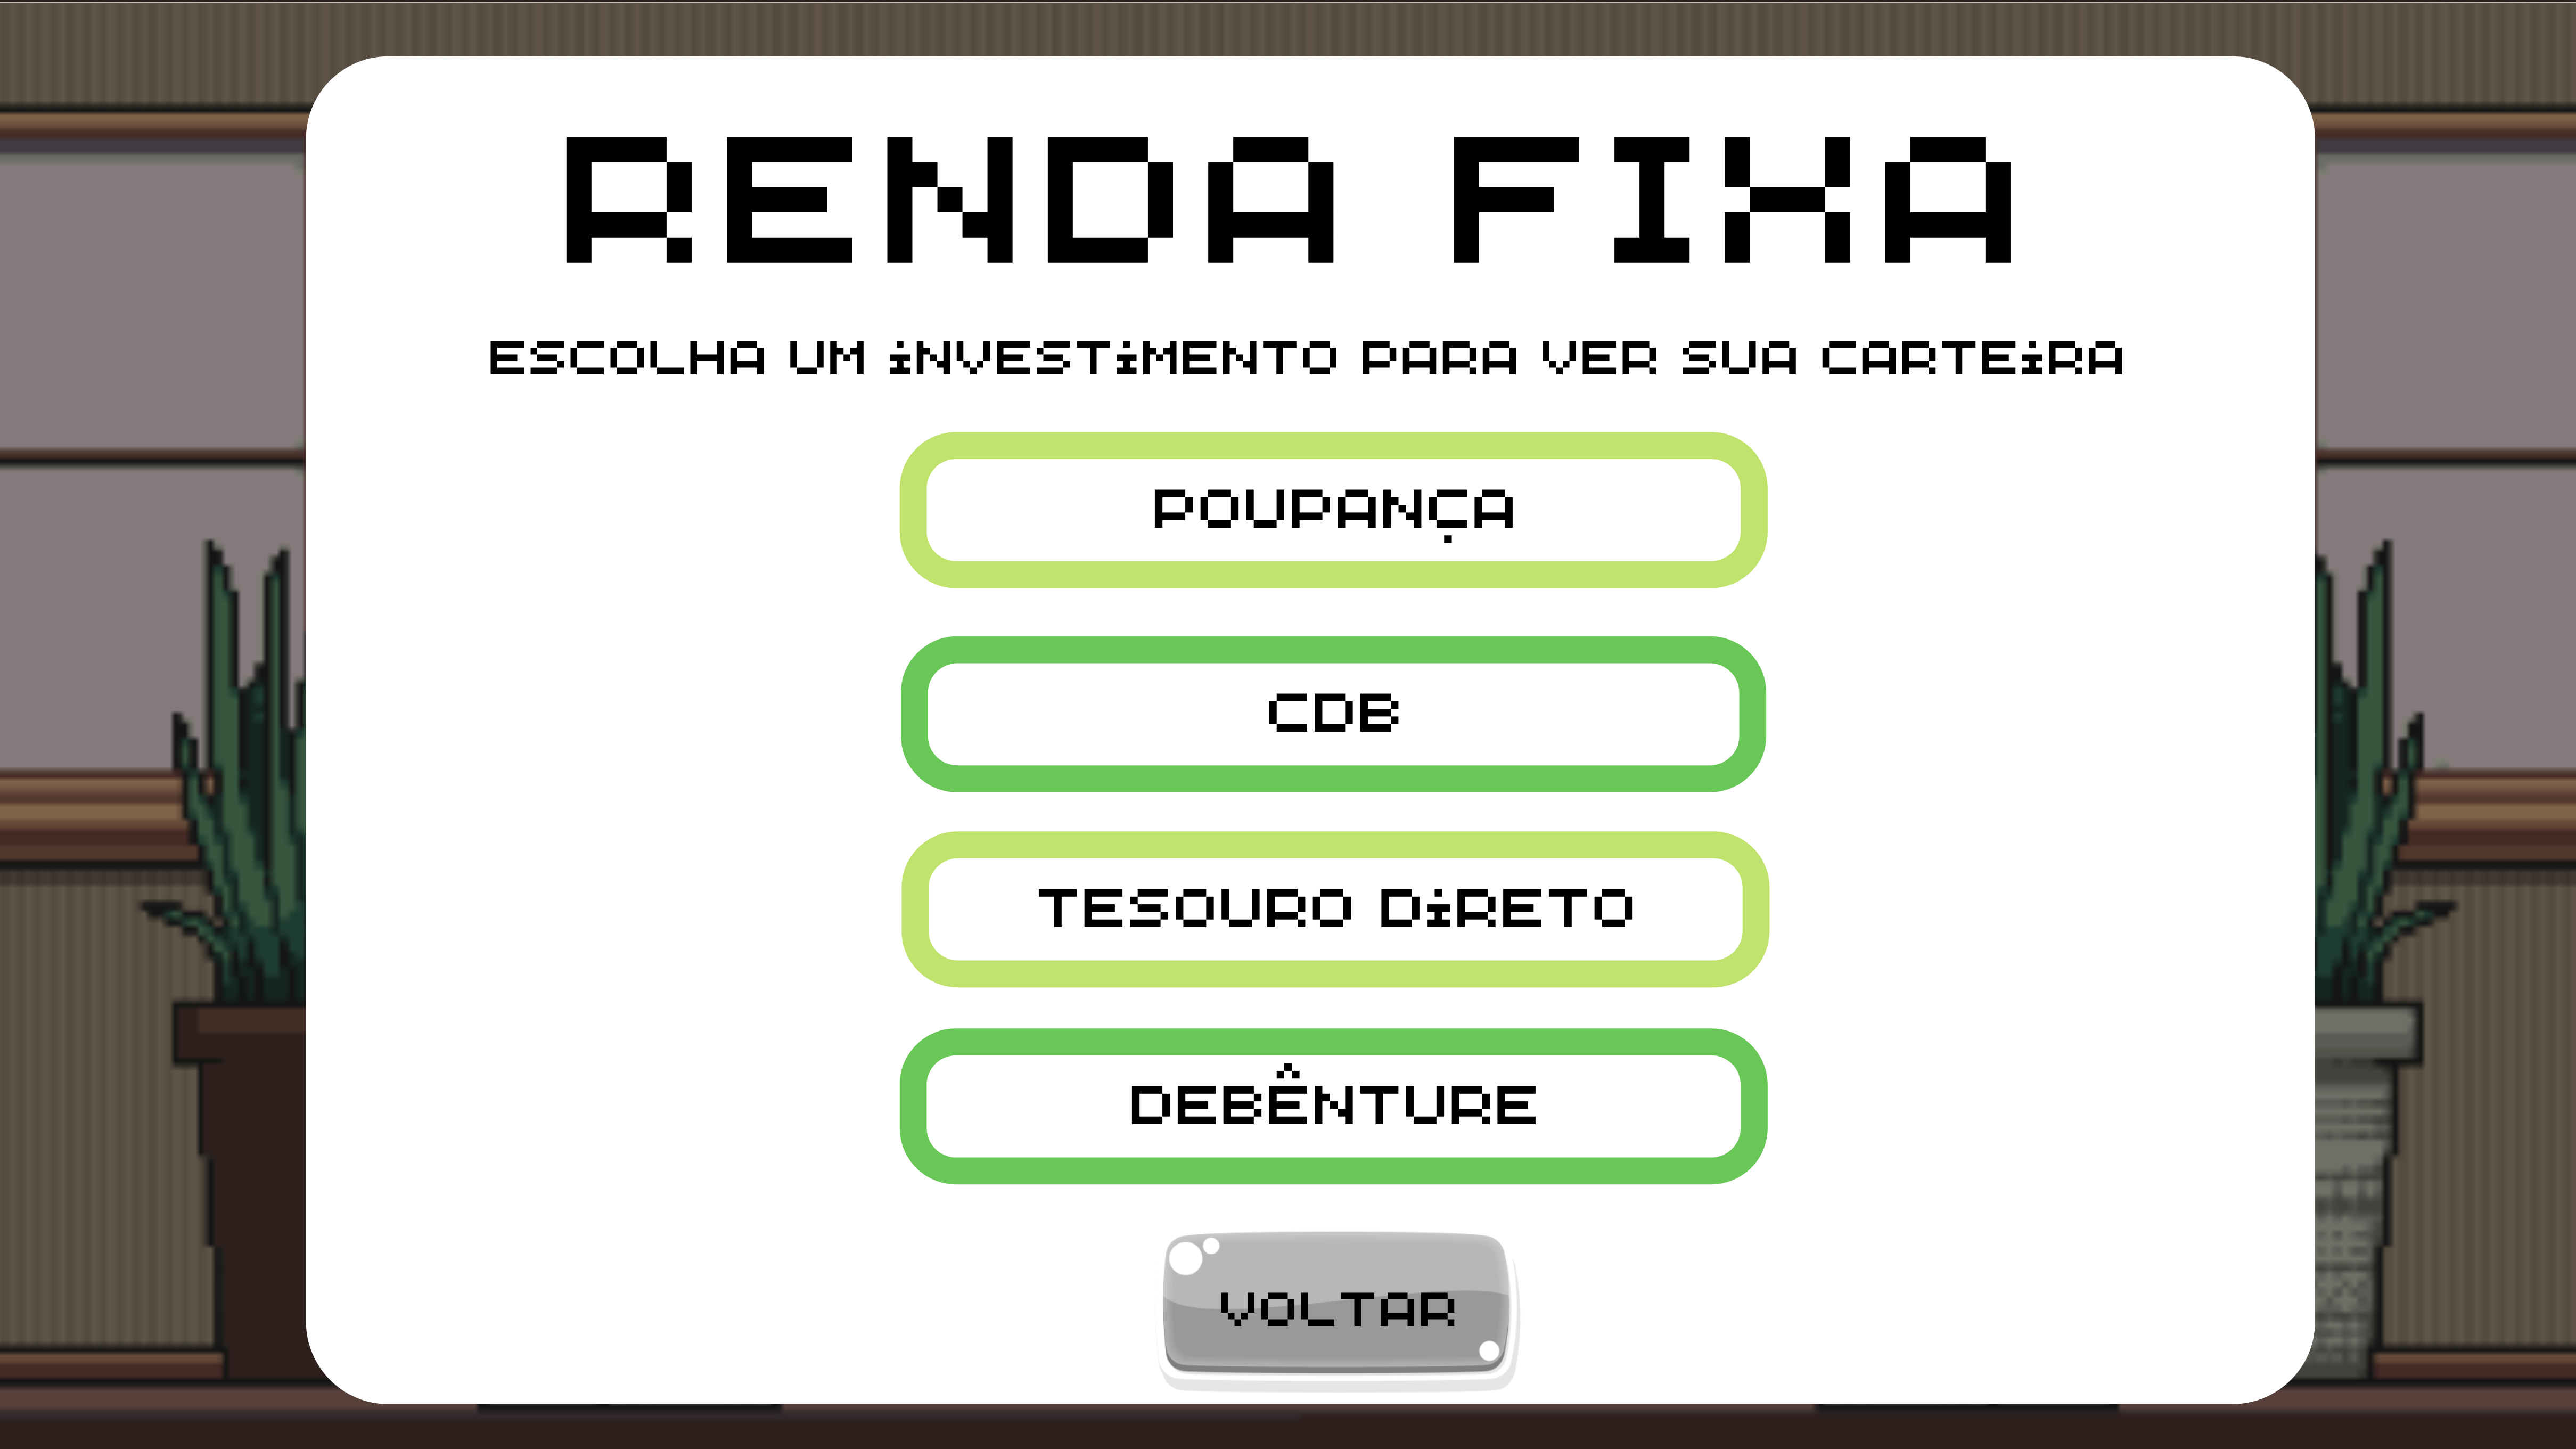 RENDA FIXA
ESCOLHA UM INVESTIMENTO PARA VER SUA CARTEIRA
POUPANÇA
CDB
TESOURO DIRETO
DEBÊNTURE
VOLTAR